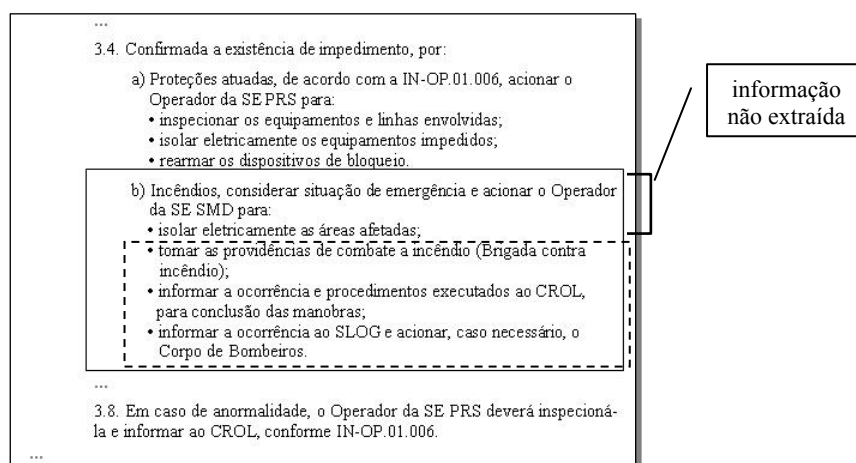 ...
3.4. Confirmada a existência de impedimento, por:
a) Proteções atuadas, de acordo com a IN-OP.01.006, acionar o
Operador da SE PRS para:
• inspecionar os equipamentos e linhas envolvidas;
• isolar eletricamente os equipamentos impedidos;
• rearmar os dispositivos de bloqueio.
informação
não extraída
b) Incêndios, considerar situação de emergência e acionar o Operador
da SE SMD para:
• isolar eletricamente as áreas afetadas;
• tomar as providências de combate a incêndio (Brigada contra
incêndio);
• informar a ocorrência e procedimentos executados ao CROL,
para conclusão das manobras;
• informar a ocorrência ao SLOG e acionar, caso necessário, o
Corpo de Bombeiros.
...
3.8. Em caso de anormalidade, o Operador da SE PRS deverá inspecioná-
la e informar ao CROL, conforme IN-OP.01.006.
...